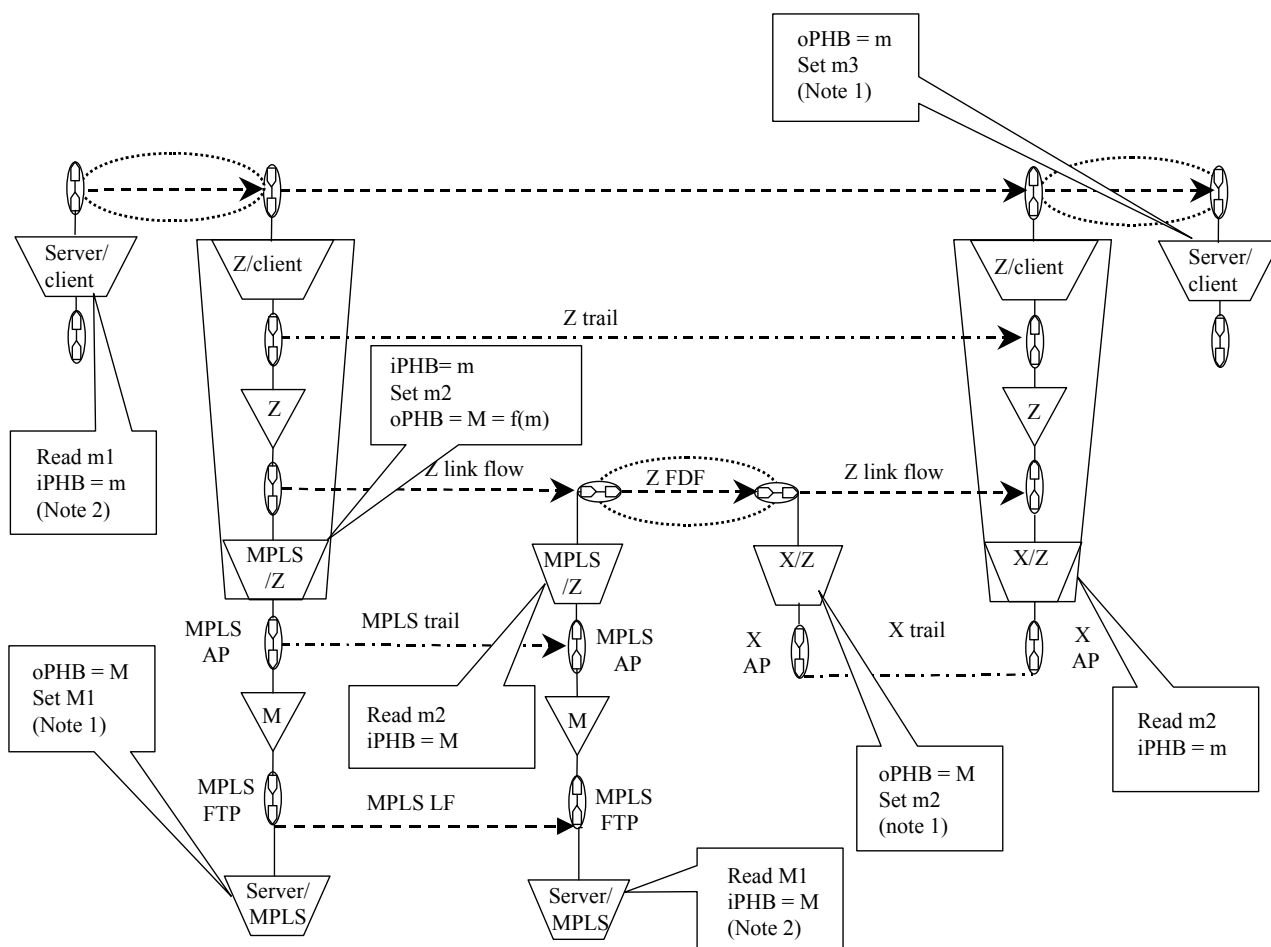 oPHB = m
Set m3
(Note 1)
Server/
client
Z/client
Z/client
Server/
client
Z trail
iPHB= m
Set m2
oPHB = M = f(m)
Z
Z
Read m1
iPHB = m
(Note 2)
Z link flow
Z FDF
Z link flow
MPLS
/Z
MPLS
/Z
X/Z
X/Z
MPLS
AP
MPLS trail
MPLS
AP
X
AP
X trail
X
AP
oPHB = M
Set M1
(Note 1)
M
Read m2
iPHB = M
M
Read m2
iPHB = m
oPHB = M
Set m2
(note 1)
MPLS
FTP
MPLS LF
MPLS
FTP
Server/
MPLS
Server/
MPLS
Read M1
iPHB = M
(Note 2)